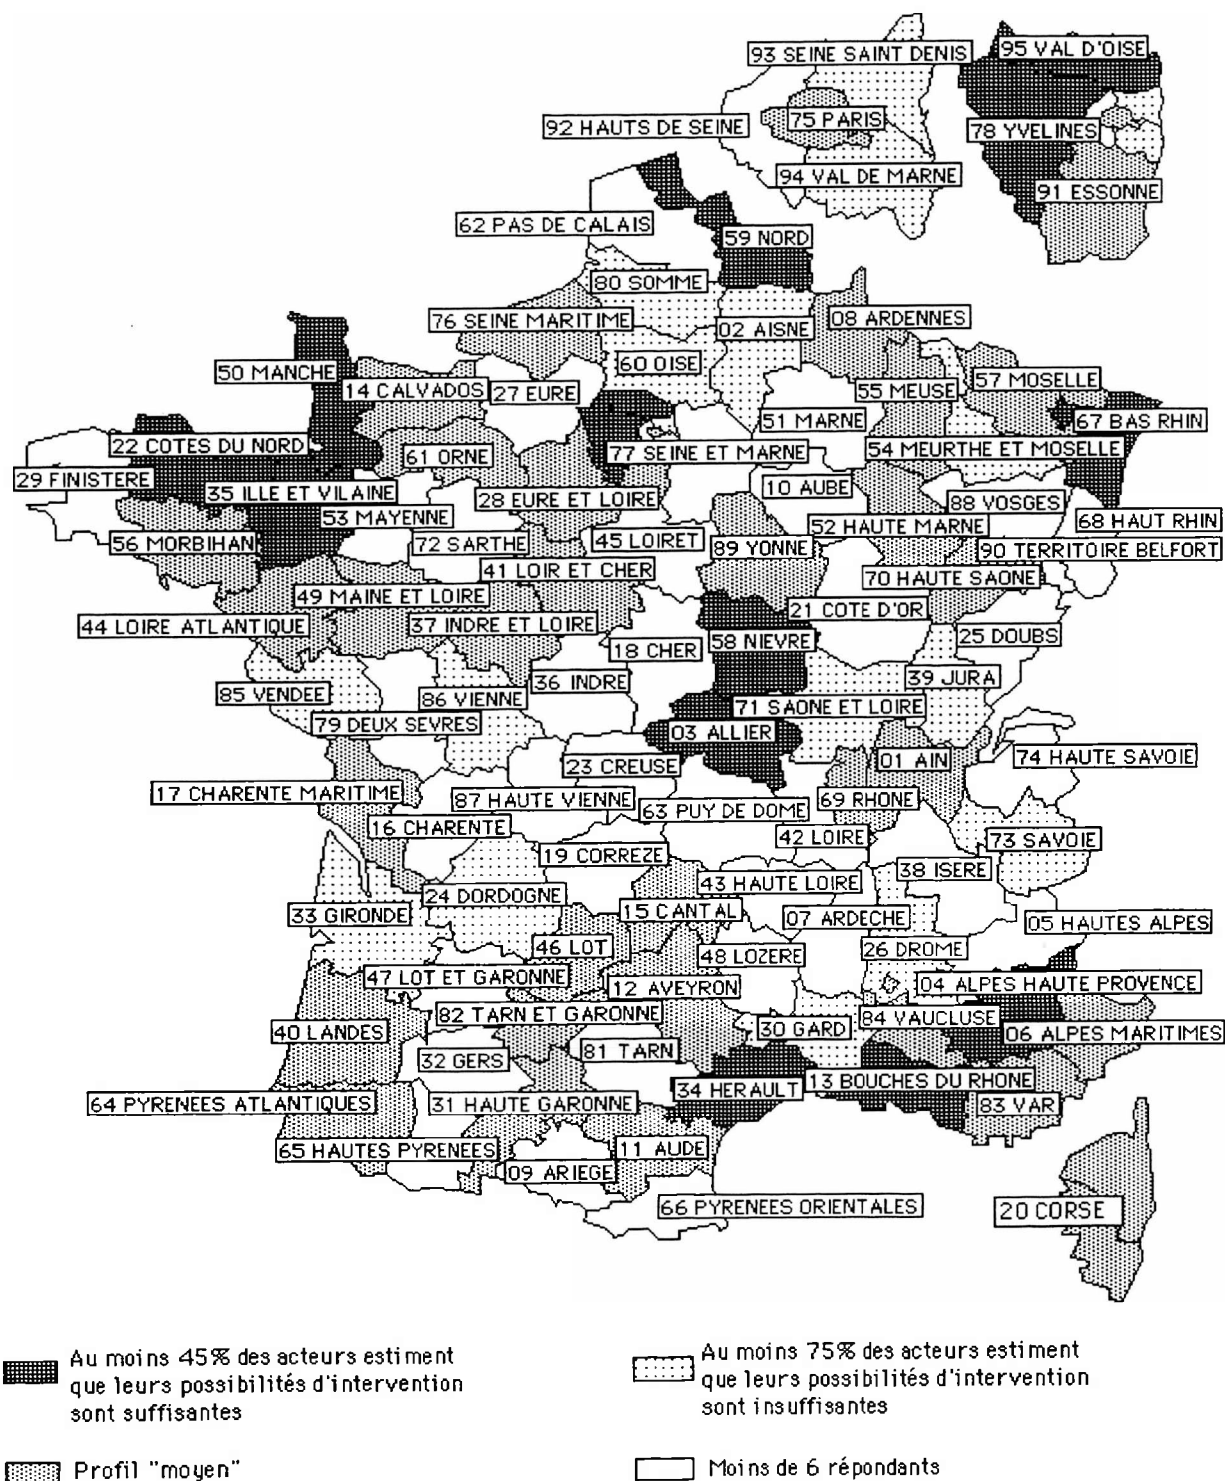 93 SEINE SAINT DENIS
95 VAL D'OISE
75 PARIS
92 HAUTS DE SEINE
78 YVELINES
94 VAL DE MARNE
91 ESSONNE
62 PAS DE CALAIS
59 NORD
80 SOMME
76 SEINE MARITIME
02 AISNE
08 ARDENNES
60 OISE
50 MANCHE
14 CALVADOS
27 EURE
55 MEUSE
57 MOSELLE
51 MARNE
67 BAS RHIN
22 COTES DU NORD
61 ORNE
77 SEINE ET MARNE
54 MEURTHE ET MOSELLE
29 FINISTERE
35 ILLE ET VILAINE
28 EURE ET LOIRE
10 AUBE
88 VOSGES
53 MAYENNE
52 HAUTE MARNE
68 HAUT RHIN
56 MORBIHAN
72 SARTHE
45 LOIRET
89 YONNE
90 TERRITOIRE BELFORT
41 LOIR ET CHER
70 HAUTE SAONE
49 MAINE ET LOIRE
21 COTE D'OR
44 LOIRE ATLANTIQUE
37 INDRE ET LOIRE
25 DOUBS
18 CHER
58 NIEVRE
36 INDRE
39 JURA
85 VENDEE
86 VIENNE
71 SAONE ET LOIRE
79 DEUX SEVRES
03 ALLIER
23 CREUSE
01 AIN
74 HAUTE SAVOIE
17 CHARENTE MARITIME
87 HAUTE VIENNE
63 PUY DE DOME
69 RHONE
16 CHARENTE
42 LOIRE
73 SAVOIE
19 CORREZE
38 ISERE
43 HAUTE LOIRE
24 DORDOGNE
33 GIRONDE
15 CANTAL
07 ARDECHE
05 HAUTES ALPES
46 LOT
48 LOZERE
26 DROME
47 LOT ET GARONNE
12 AVEYRON
04 ALPES HAUTE PROVENCE
82 TARN ET GARONNE
40 LANDES
30 GARD
84 VAUCLUSE
06 ALPES MARITIMES
32 GERS
81 TARN
34 HERAULT
13 BOUCHES DU RHONE
64 PYRENEES ATLANTIQUES
31 HAUTE GARONNE
83 VAR
65 HAUTES PYRENEES
11 AUDE
09 ARIEGE
66 PYRENEES ORIENTALES
20 CORSE
Au moins 45% des acteurs estiment
que leurs possibilités d'intervention
sont suffisantes
Au moins 75% des acteurs estiment
que leurs possibilités d'intervention
sont insuffisantes
Profil "moyen"
Moins de 6 répondants